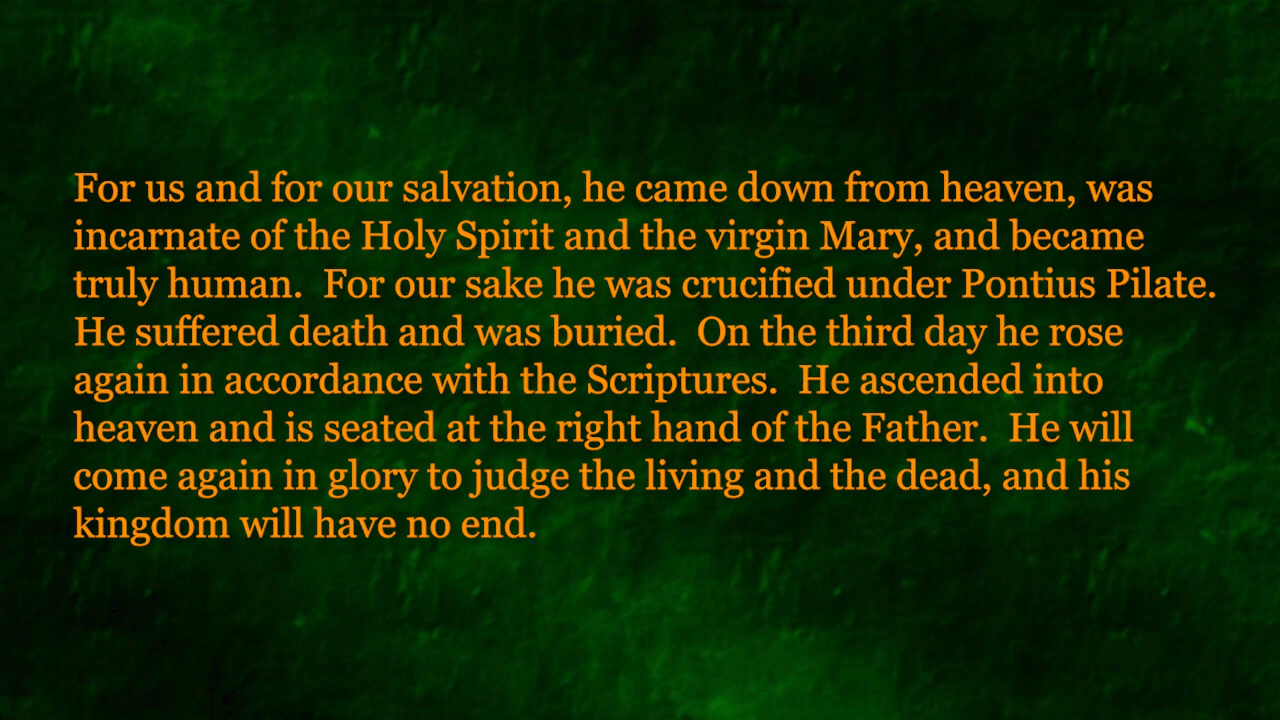 For us and for our salvation, he came down from heaven, was
incarnate of the Holy Spirit and the virgin Mary, and became
truly human.  For our sake he was crucified under Pontius Pilate.
He suffered death and was buried.  On the third day he rose
again in accordance with the Scriptures.  He ascended into
heaven and is seated at the right hand of the Father.  He will
come again in glory to judge the living and the dead, and his
kingdom will have no end.